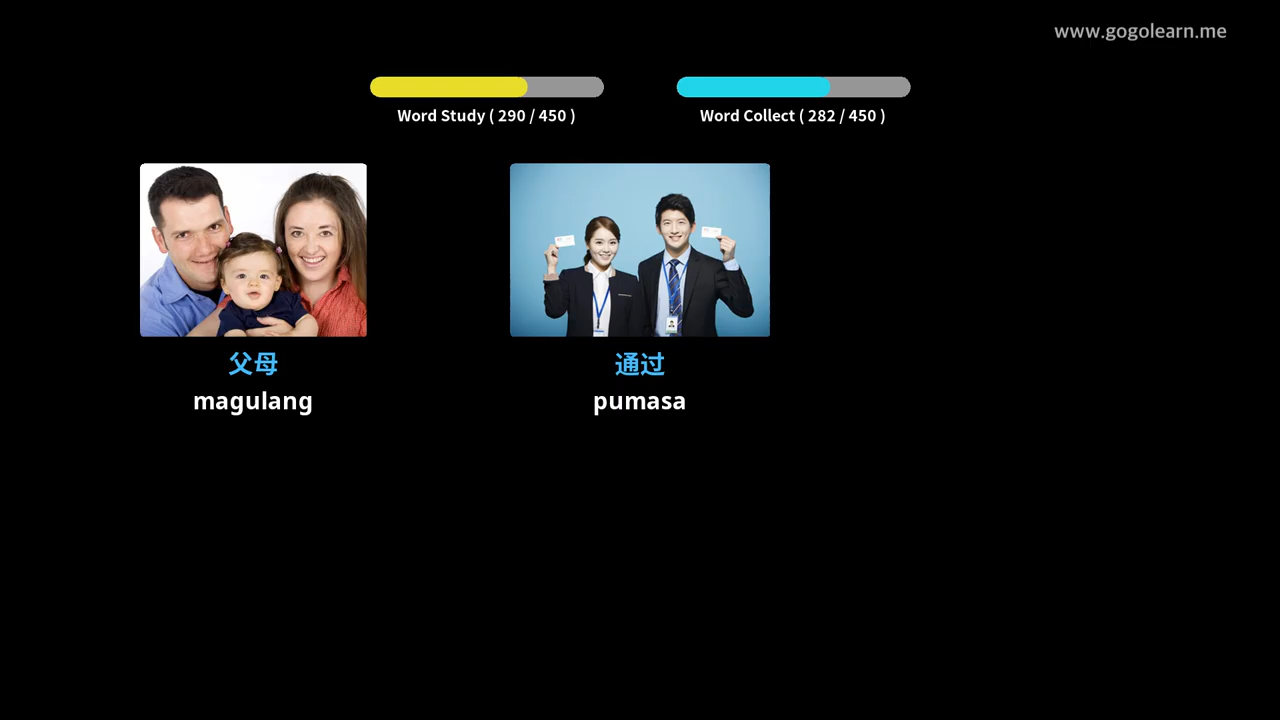 www.gogolearn.me
Word Study ( 290 / 450 )
Word Collect ( 282 / 450 )
父母
magulang
通过
pumasa